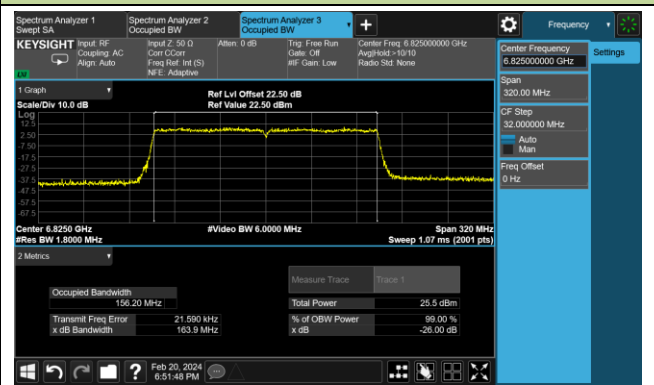 Spectrum Analyzer 1
Swept SA
Spectrum Analyzer 2
Occupied BW
Spectrum Analyzer 3
Occupied BW
Frequency
KEYSIGHT
Input: RF
Coupling: AC
Align: Auto
Input Z: 50 Ω
Corr CCorr
Freq Ref: Int (S)
NFE: Adaptive
Atten: 0 dB
Trig: Free Run
Gate: Off
#IF Gain: Low
Center Freq: 6.825000000 GHz
Avg|Hold:>10/10
Radio Std: None
Center Frequency
6.825000000 GHz
Settings
Span
320.00 MHz
CF Step
32.000000 MHz
Auto
Man
Freq Offset
0 Hz
1 Graph
Scale/Div 10.0 dB
Ref Lvl Offset 22.50 dB
Ref Value 22.50 dBm
Log
12.5
2.50
-7.50
-17.5
-27.5
-37.5
-47.5
-57.5
-67.5
Center 6.8250 GHz
#Res BW 1.8000 MHz
#Video BW 6.0000 MHz
Span 320 MHz
Sweep 1.07 ms (2001 pts)
2 Metrics
Measure Trace
Trace 1
Occupied Bandwidth
156.20 MHz
Total Power
25.5 dBm
Transmit Freq Error
21.590 kHz
% of OBW Power
99.00 %
x dB Bandwidth
163.9 MHz
x dB
-26.00 dB
Feb 20, 2024
6:51:48 PM